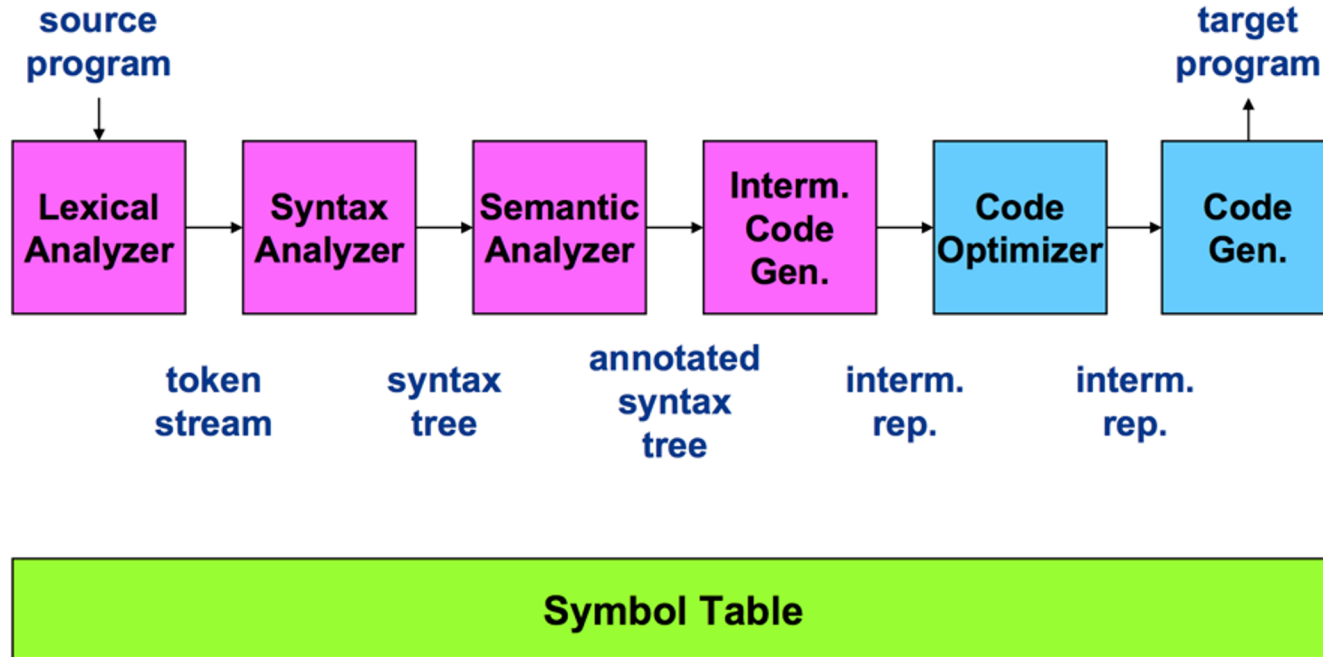 source
program
target
program
Lexical
Analyzer
Syntax
Analyzer
Semantic
Analyzer
Interm.
Code
Gen.
Code
Optimizer
Code
Gen.
token
stream
syntax
tree
annotated
syntax
tree
interm.
rep.
interm.
rep.
Symbol Table